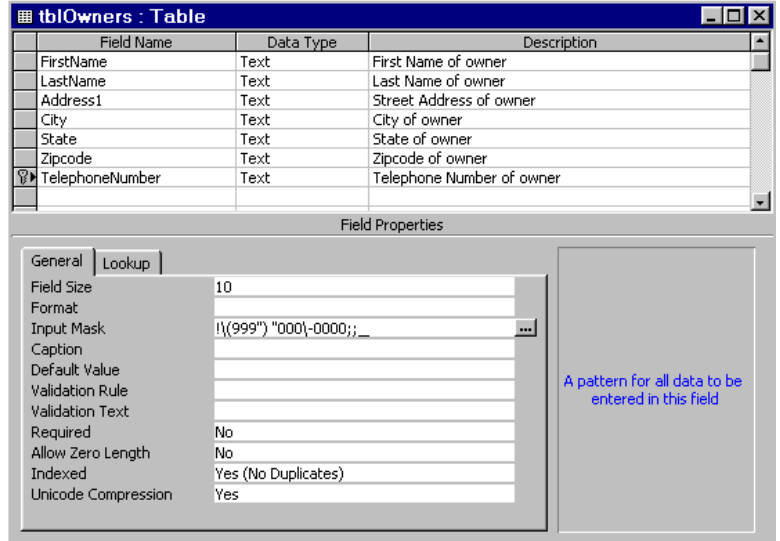 tblOwners : Table
Field Name Data Type Description
FirstName Text First Name of owner
LastName Text Last Name of owner
Address1 Text Street Address of owner
City Text City of owner
State Text State of owner
Zipcode Text Zipcode of owner
TelephoneNumber Text Telephone Number of owner
Field Properties
General Lookup
Field Size 10
Format
Input Mask !\(999") "000\-0000;;_
Caption
Default Value
Validation Rule
Validation Text
Required No
Allow Zero Length No
Indexed Yes (No Duplicates)
Unicode Compression Yes
A pattern for all data to be
entered in this field